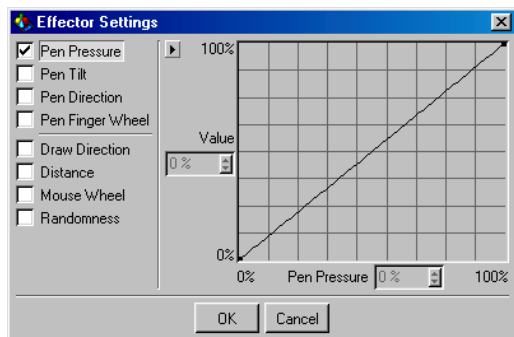 Effector Settings
Pen Pressure
Pen Tilt
Pen Direction
Pen Finger Wheel
Draw Direction
Distance
Mouse Wheel
Randomness
100%
Value
0 %
0%
0% Pen Pressure 0 % 100%
OK Cancel